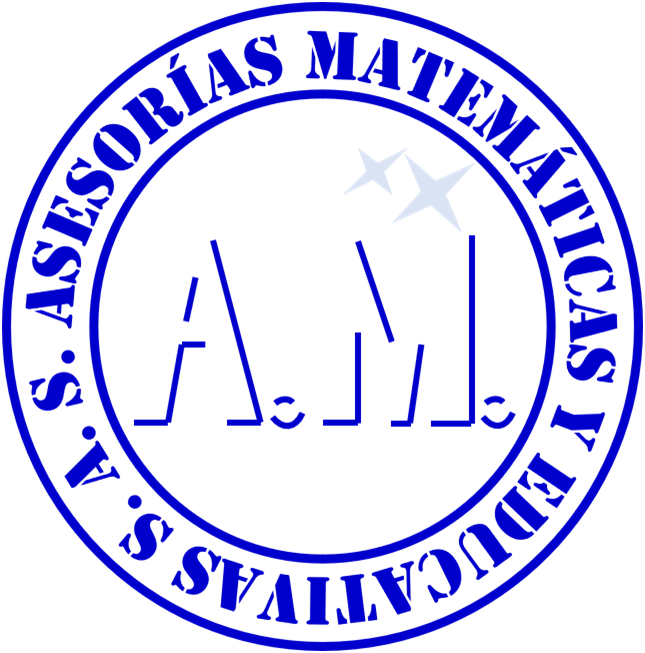 ASESORÍAS MATEMÁTICAS Y EDUCATIVAS S. A. S.
A.M.